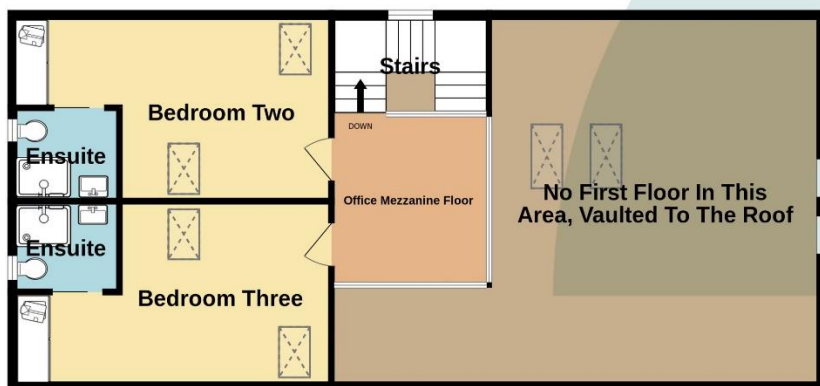 Stairs
Bedroom Two
DOWN
Ensuite
Office Mezzanine Floor
No First Floor In This
Area, Vaulted To The Roof
Ensuite
Bedroom Three